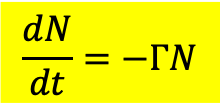 dN/dt = −ΓN